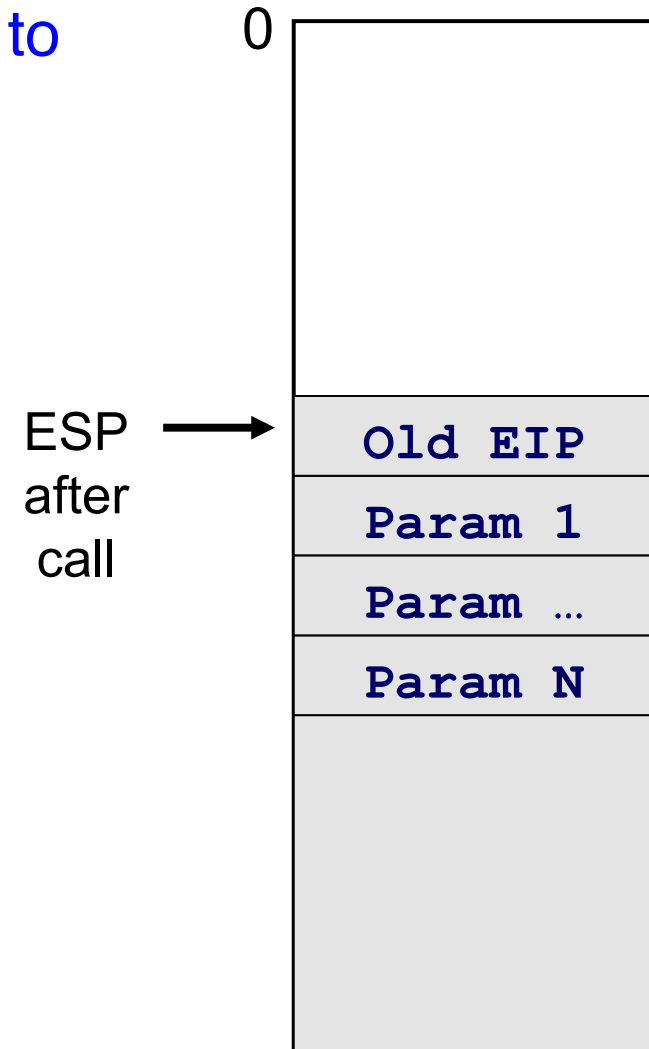 to
0
ESP
after
call
Old EIP
Param 1
Param …
Param N